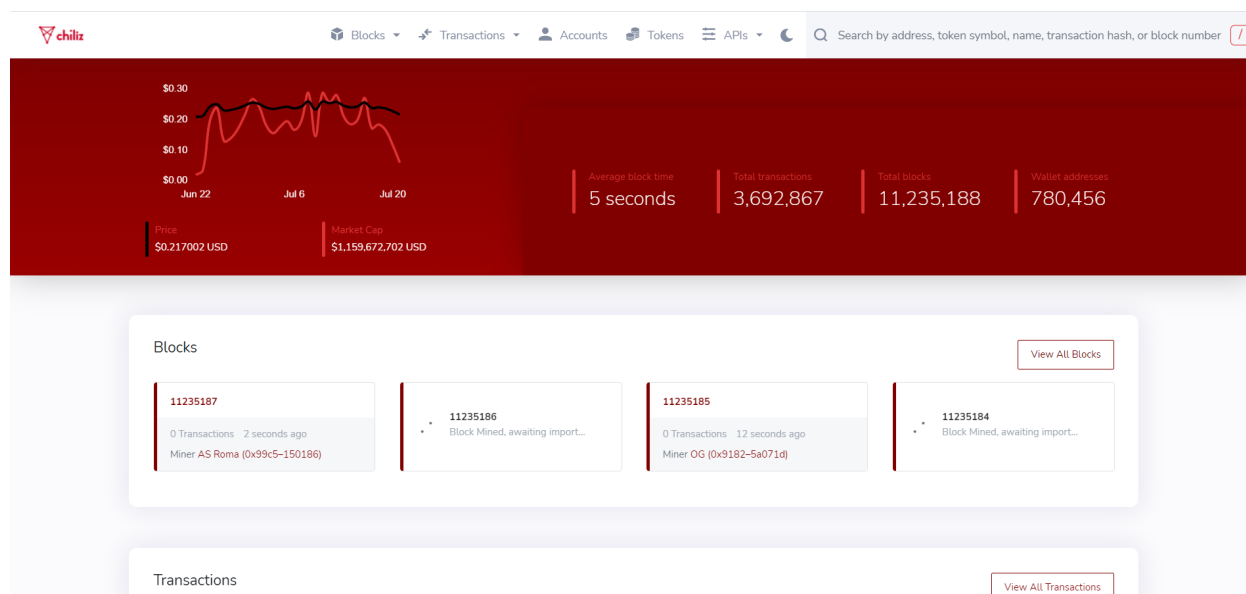 chiliz
Blocks Transactions Accounts Tokens APIs Search by address, token symbol, name, transaction hash, or block number /
$0.30
$0.20
$0.10
$0.00
Jun 22 Jul 6 Jul 20
Price
$0.217002 USD
Market Cap
$1,159,672,702 USD
Average block time
5 seconds
Total transactions
3,692,867
Total blocks
11,235,188
Wallet addresses
780,456
Blocks
View All Blocks
11235187
0 Transactions 2 seconds ago
Miner AS Roma (0x99c5–150186)
11235186
Block Mined, awaiting import...
11235185
0 Transactions 12 seconds ago
Miner OG (0x9182–5a071d)
11235184
Block Mined, awaiting import...
Transactions
View All Transactions